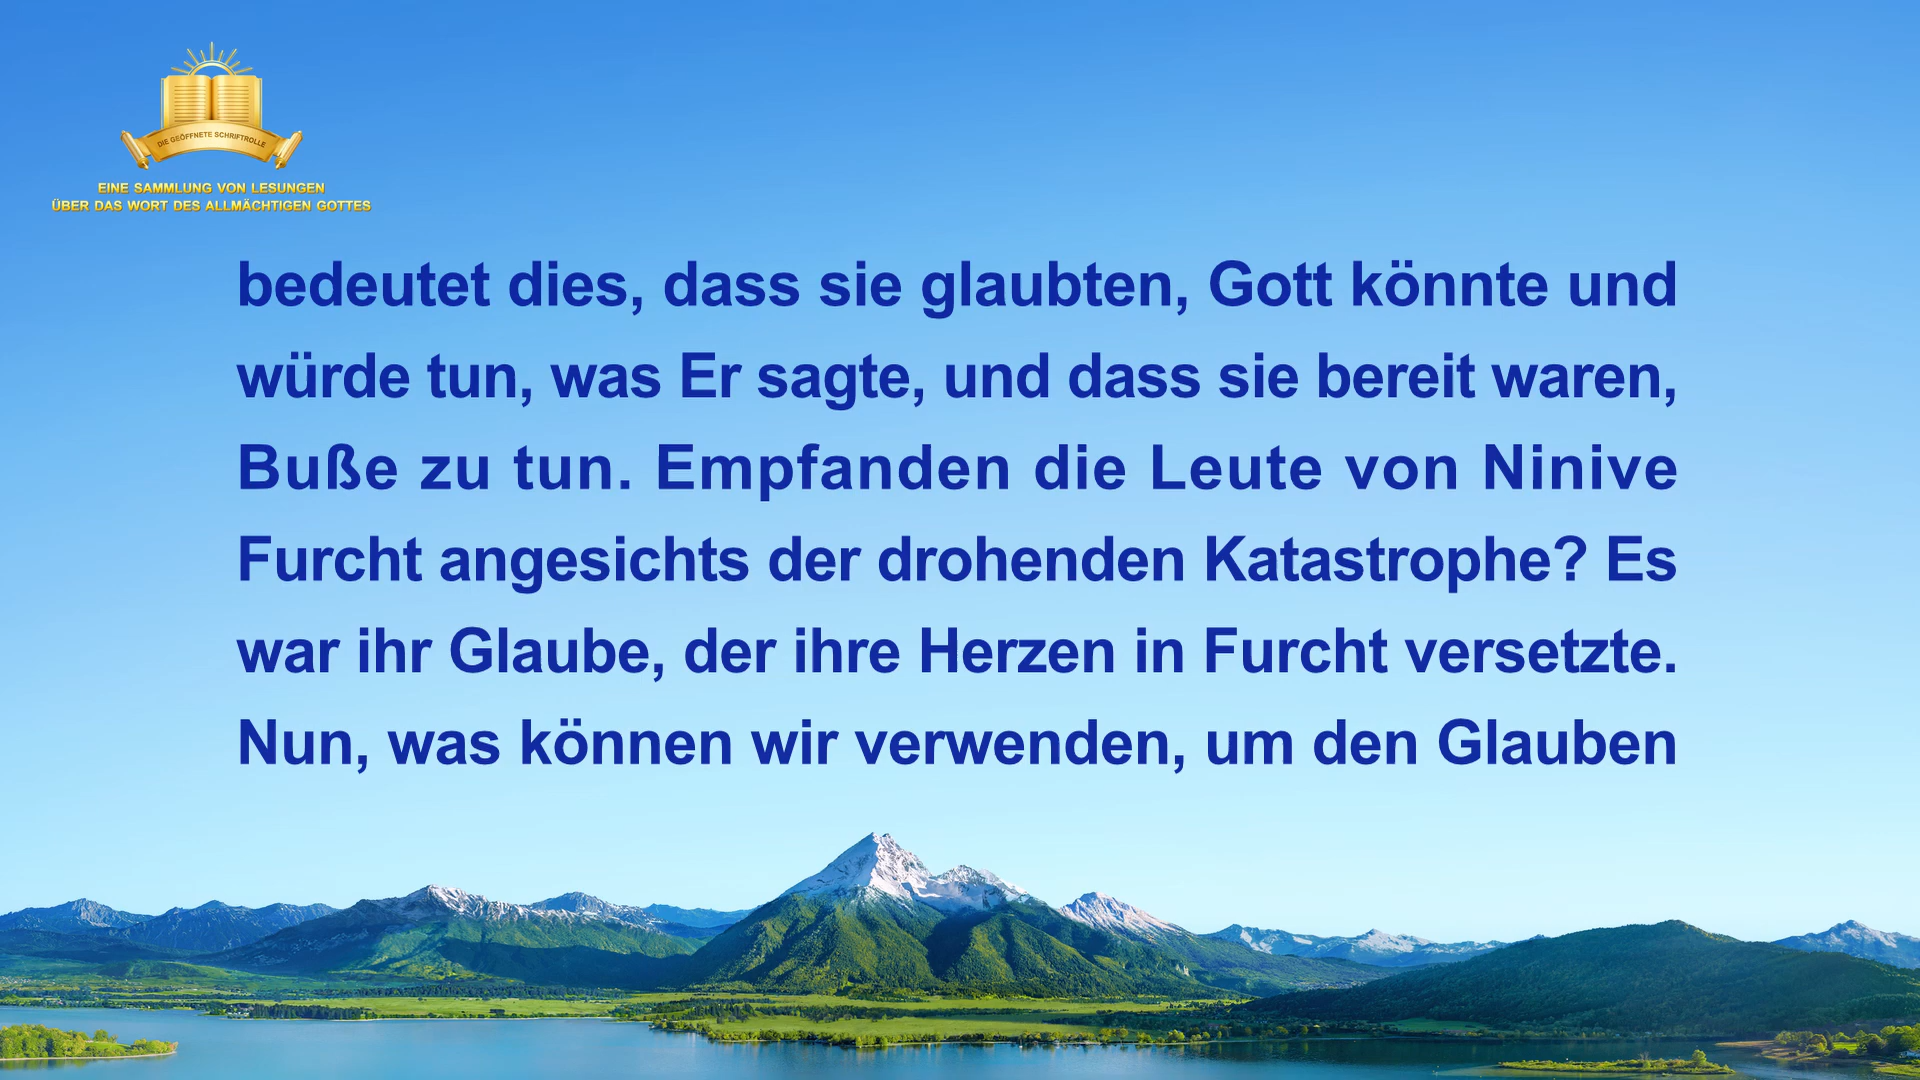 DIE GEÖFFNETE SCHRIFTROLLE
EINE SAMMLUNG VON LESUNGEN
ÜBER DAS WORT DES ALLMÄCHTIGEN GOTTES
bedeutet dies, dass sie glaubten, Gott könnte und
würde tun, was Er sagte, und dass sie bereit waren,
Buße zu tun. Empfanden die Leute von Ninive
Furcht angesichts der drohenden Katastrophe? Es
war ihr Glaube, der ihre Herzen in Furcht versetzte.
Nun, was können wir verwenden, um den Glauben